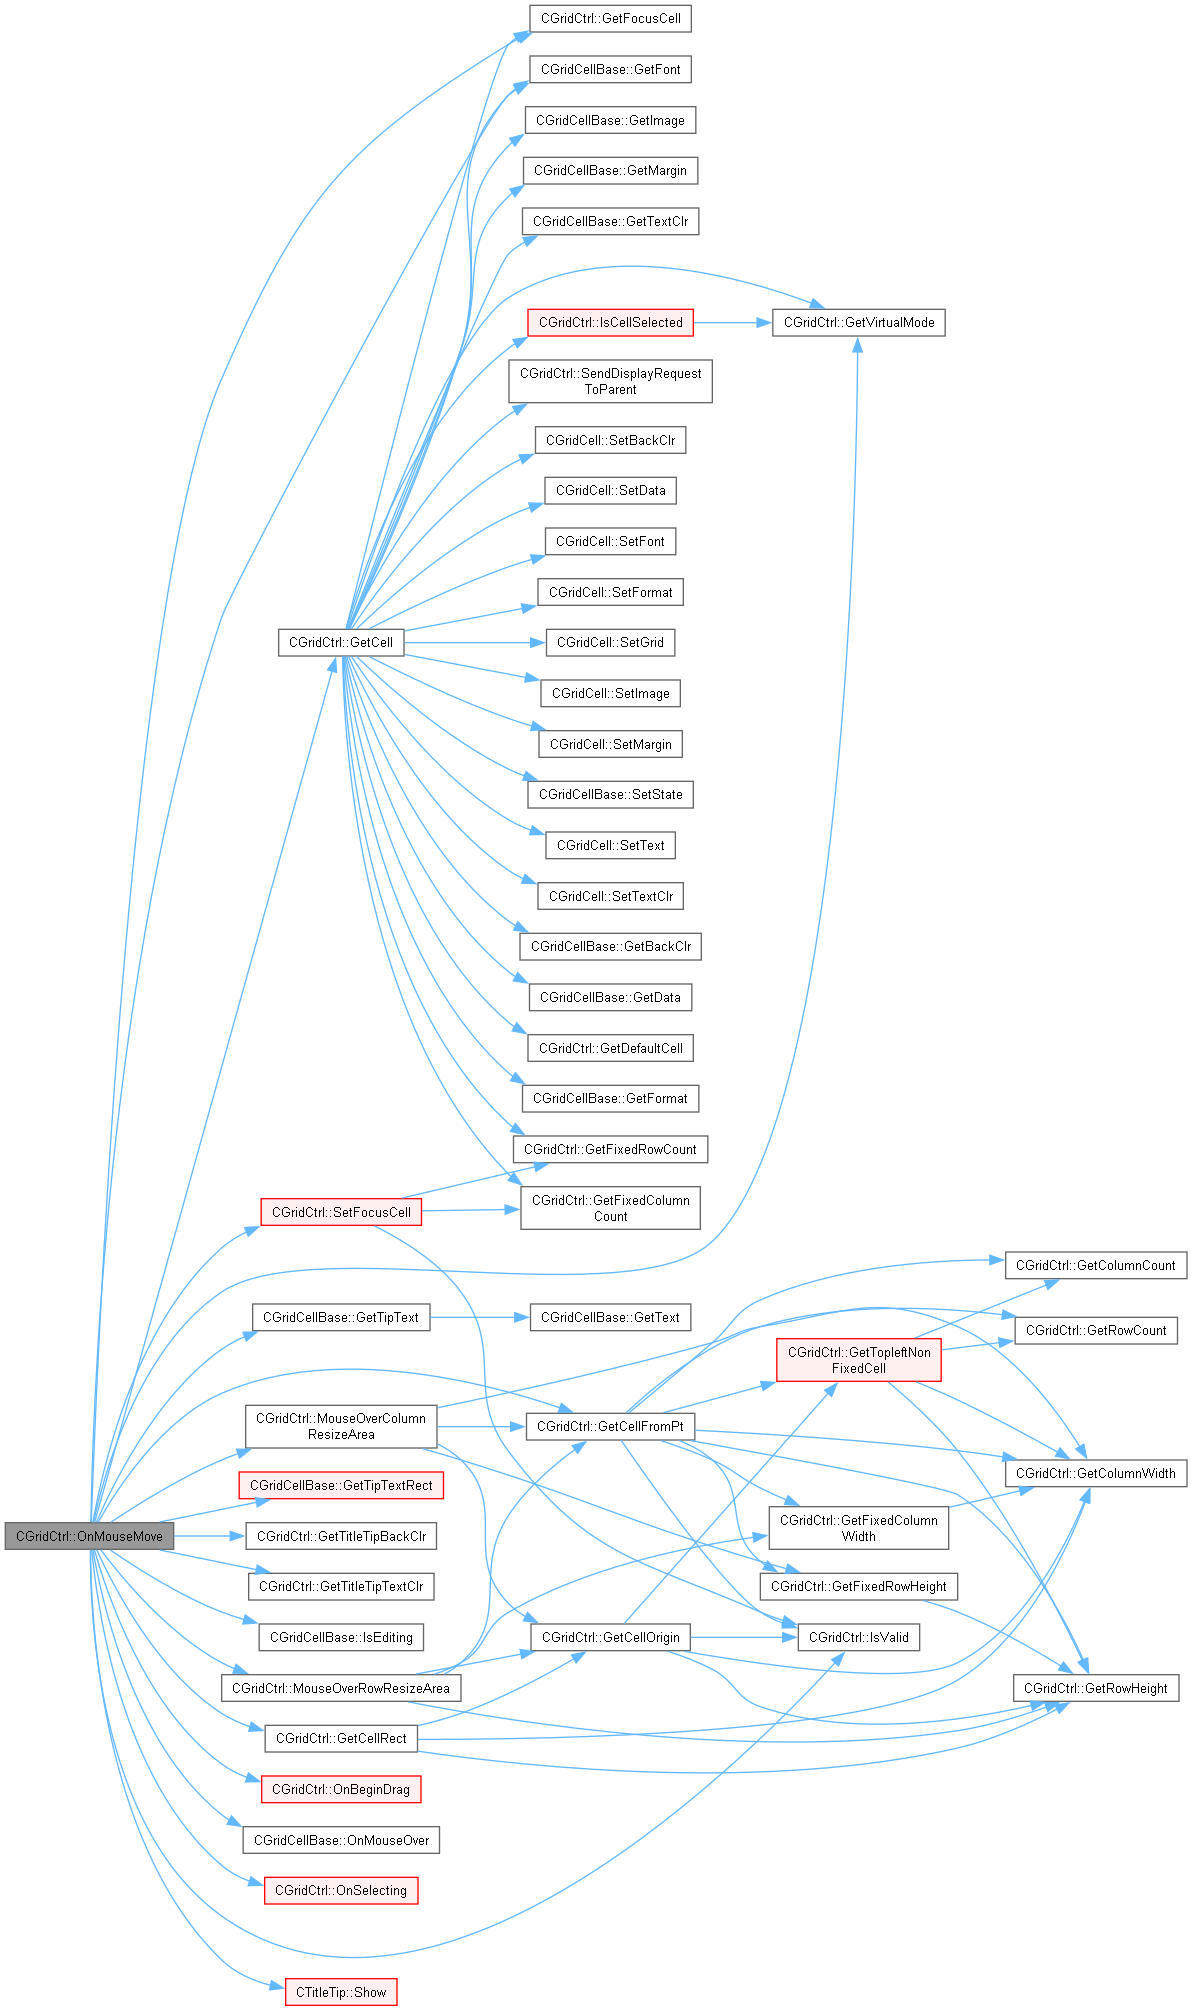 CGridCtrl::GetFocusCell
CGridCellBase::GetFont
CGridCellBase::GetImage
CGridCellBase::GetMargin
CGridCellBase::GetTextClr
CGridCtrl::IsCellSelected
CGridCtrl::GetVirtualMode
CGridCtrl::SendDisplayRequest
ToParent
CGridCell::SetBackClr
CGridCell::SetData
CGridCell::SetFont
CGridCell::SetFormat
CGridCtrl::GetCell
CGridCell::SetGrid
CGridCell::SetImage
CGridCell::SetMargin
CGridCellBase::SetState
CGridCell::SetText
CGridCell::SetTextClr
CGridCellBase::GetBackClr
CGridCellBase::GetData
CGridCtrl::GetDefaultCell
CGridCellBase::GetFormat
CGridCtrl::GetFixedRowCount
CGridCtrl::SetFocusCell
CGridCtrl::GetFixedColumn
Count
CGridCtrl::GetColumnCount
CGridCellBase::GetTipText
CGridCellBase::GetText
CGridCtrl::GetRowCount
CGridCtrl::GetTopleftNon
FixedCell
CGridCtrl::MouseOverColumn
ResizeArea
CGridCtrl::GetCellFromPt
CGridCtrl::GetColumnWidth
CGridCellBase::GetTipTextRect
CGridCtrl::OnMouseMove
CGridCtrl::GetTitleTipBackClr
CGridCtrl::GetFixedColumn
Width
CGridCtrl::GetTitleTipTextClr
CGridCtrl::GetFixedRowHeight
CGridCellBase::IsEditing
CGridCtrl::GetCellOrigin
CGridCtrl::IsValid
CGridCtrl::MouseOverRowResizeArea
CGridCtrl::GetRowHeight
CGridCtrl::GetCellRect
CGridCtrl::OnBeginDrag
CGridCellBase::OnMouseOver
CGridCtrl::OnSelecting
CTitleTip::Show